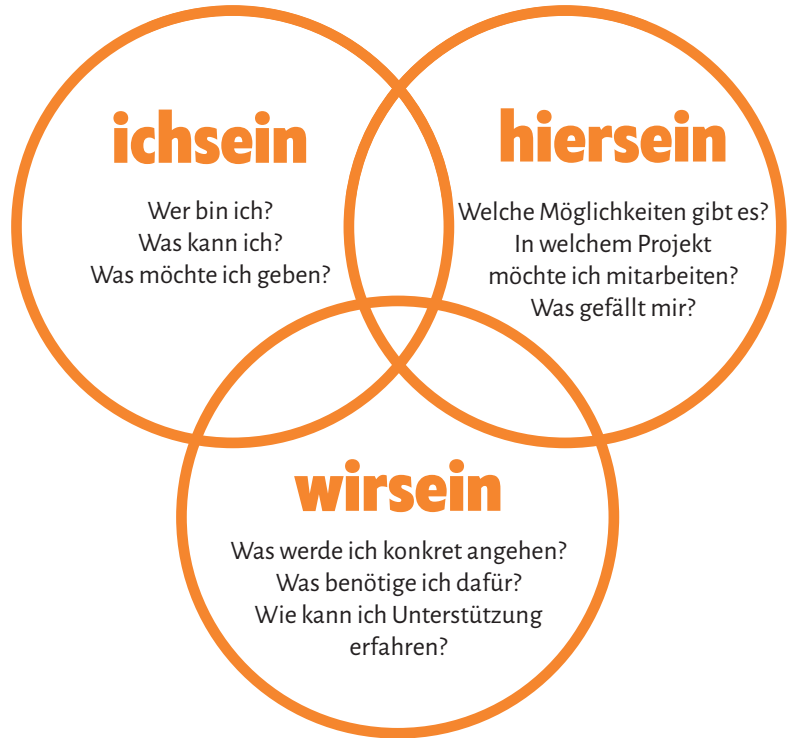 ichsein
Wer bin ich?
Was kann ich?
Was möchte ich geben?
hiersein
Welche Möglichkeiten gibt es?
In welchem Projekt
möchte ich mitarbeiten?
Was gefällt mir?
wirsein
Was werde ich konkret angehen?
Was benötige ich dafür?
Wie kann ich Unterstützung
erfahren?